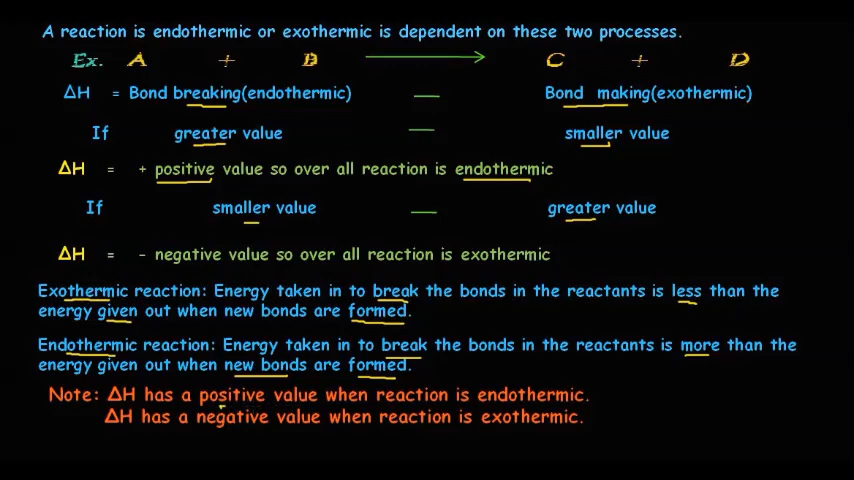 A reaction is endothermic or exothermic is dependent on these two processes.
Ex. A + B → C + D
ΔH = Bond breaking(endothermic) — Bond making(exothermic)
If greater value — smaller value
ΔH = + positive value so over all reaction is endothermic
If smaller value — greater value
ΔH = - negative value so over all reaction is exothermic
Exothermic reaction: Energy taken in to break the bonds in the reactants is less than the
energy given out when new bonds are formed.
Endothermic reaction: Energy taken in to break the bonds in the reactants is more than the
energy given out when new bonds are formed.
Note: ΔH has a positive value when reaction is endothermic.
ΔH has a negative value when reaction is exothermic.